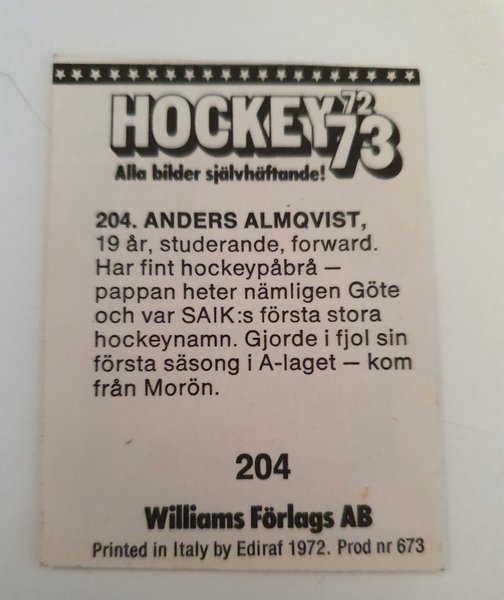 HOCKEY 72 73
Alla bilder självhäftande!
204. ANDERS ALMQVIST,
19 år, studerande, forward.
Har fint hockeypåbrå —
pappan heter nämligen Göte
och var SAIK:s första stora
hockeynamn. Gjorde i fjol sin
första säsong i A-laget — kom
från Morön.
204
Williams Förlags AB
Printed in Italy by Ediraf 1972. Prod nr 673